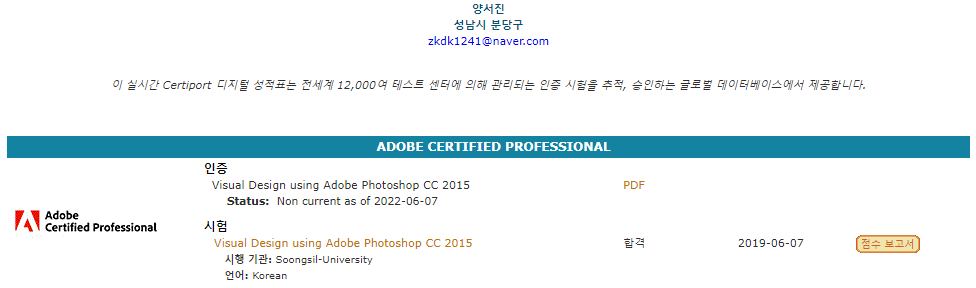 양서진
성남시 분당구
zkdk1241@naver.com
이 실시간 Certiport 디지털 성적표는 전세계 12,000여 테스트 센터에 의해 관리되는 인증 시험을 추적, 승인하는 글로벌 데이터베이스에서 제공합니다.
ADOBE CERTIFIED PROFESSIONAL
Adobe
Certified Professional
인증
Visual Design using Adobe Photoshop CC 2015 PDF
Status: Non current as of 2022-06-07
시험
Visual Design using Adobe Photoshop CC 2015 합격 2019-06-07 점수 보고서
시행 기관: Soongsil-University
언어: Korean